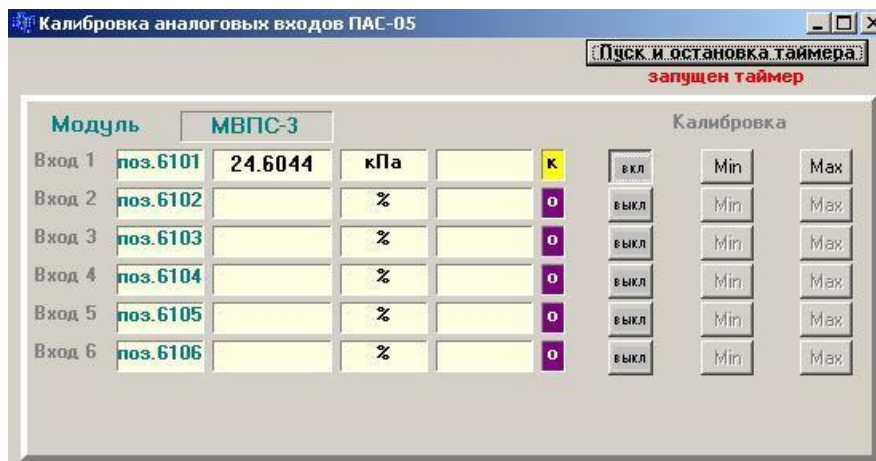 Калибровка аналоговых входов ПАС-05
Пуск и остановка таймера
запущен таймер
Модуль МВПС-3 Калибровка
Вход 1 поз.6101 24.6044 кПа к вкл Min Max
Вход 2 поз.6102 % о выкл Min Max
Вход 3 поз.6103 % о выкл Min Max
Вход 4 поз.6104 % о выкл Min Max
Вход 5 поз.6105 % о выкл Min Max
Вход 6 поз.6106 % о выкл Min Max